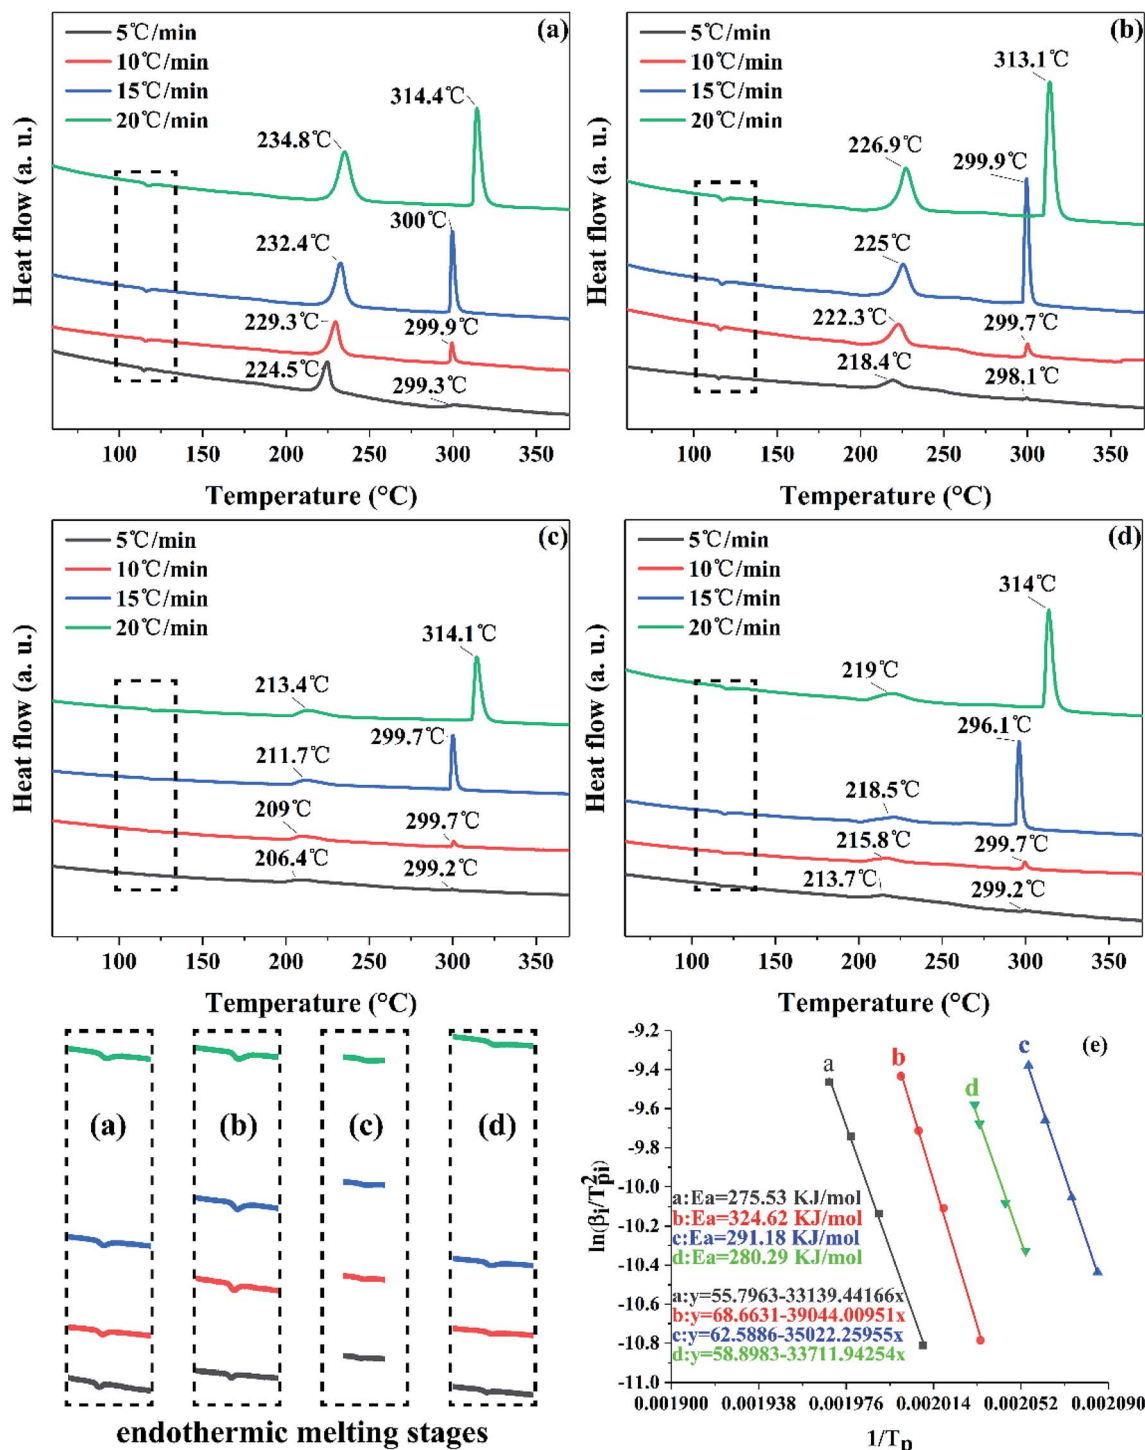 5℃/min
10℃/min
15℃/min
20℃/min
(a)
314.4℃
234.8℃
300℃
232.4℃
229.3℃
299.9℃
224.5℃
299.3℃
Heat flow (a. u.)
100 150 200 250 300 350
Temperature (°C)
5℃/min
10℃/min
15℃/min
20℃/min
(b)
313.1℃
226.9℃
299.9℃
225℃
222.3℃
299.7℃
218.4℃
298.1℃
Heat flow (a. u.)
100 150 200 250 300 350
Temperature (°C)
5℃/min
10℃/min
15℃/min
20℃/min
(c)
314.1℃
213.4℃
299.7℃
211.7℃
209℃
299.7℃
206.4℃
299.2℃
Heat flow (a. u.)
100 150 200 250 300 350
Temperature (°C)
5℃/min
10℃/min
15℃/min
20℃/min
(d)
314℃
219℃
296.1℃
218.5℃
215.8℃
299.7℃
213.7℃
299.2℃
Heat flow (a. u.)
100 150 200 250 300 350
Temperature (°C)
(a) (b) (c) (d)
endothermic melting stages
(e)
a
b
c
d
-9.2
-9.4
-9.6
-9.8
-10.0
-10.2
-10.4
-10.6
-10.8
-11.0
ln(βi/T²pi)
a:Ea=275.53 KJ/mol
b:Ea=324.62 KJ/mol
c:Ea=291.18 KJ/mol
d:Ea=280.29 KJ/mol
a:y=55.7963-33139.44166x
b:y=68.6631-39044.00951x
c:y=62.5886-35022.25955x
d:y=58.8983-33711.94254x
0.001900 0.001938 0.001976 0.002014 0.002052 0.002090
1/Tp